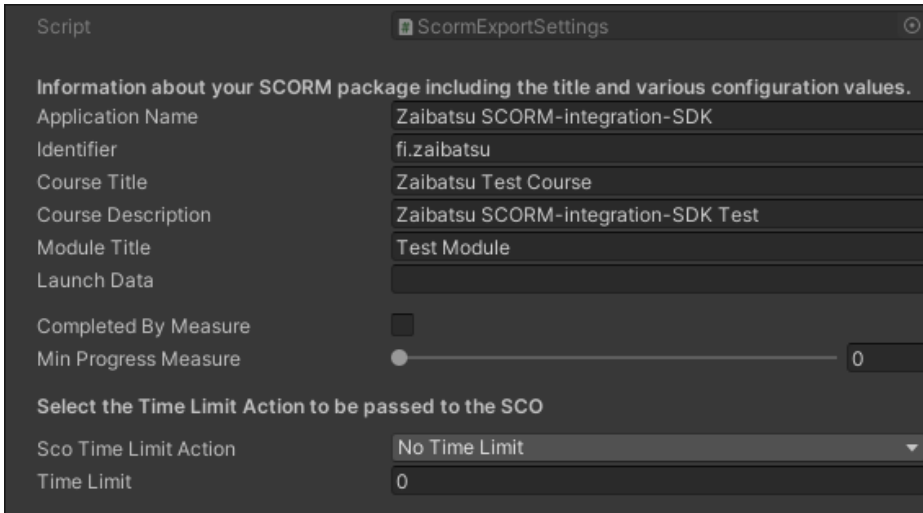 Script ScormExportSettings
Information about your SCORM package including the title and various configuration values.
Application Name Zaibatsu SCORM-integration-SDK
Identifier fi.zaibatsu
Course Title Zaibatsu Test Course
Course Description Zaibatsu SCORM-integration-SDK Test
Module Title Test Module
Launch Data
Completed By Measure
Min Progress Measure 0
Select the Time Limit Action to be passed to the SCO
Sco Time Limit Action No Time Limit
Time Limit 0